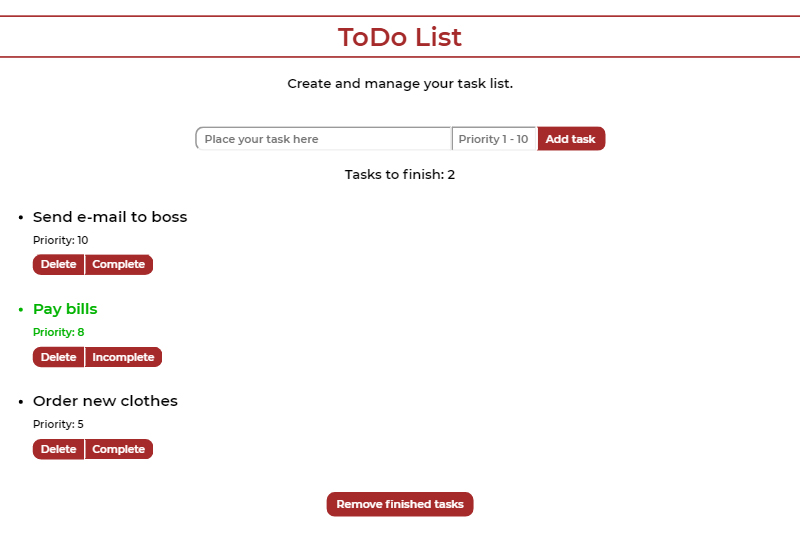 ToDo List
Create and manage your task list.
Place your task here Priority 1 - 10 Add task
Tasks to finish: 2
Send e-mail to boss
Priority: 10
Delete Complete
Pay bills
Priority: 8
Delete Incomplete
Order new clothes
Priority: 5
Delete Complete
Remove finished tasks